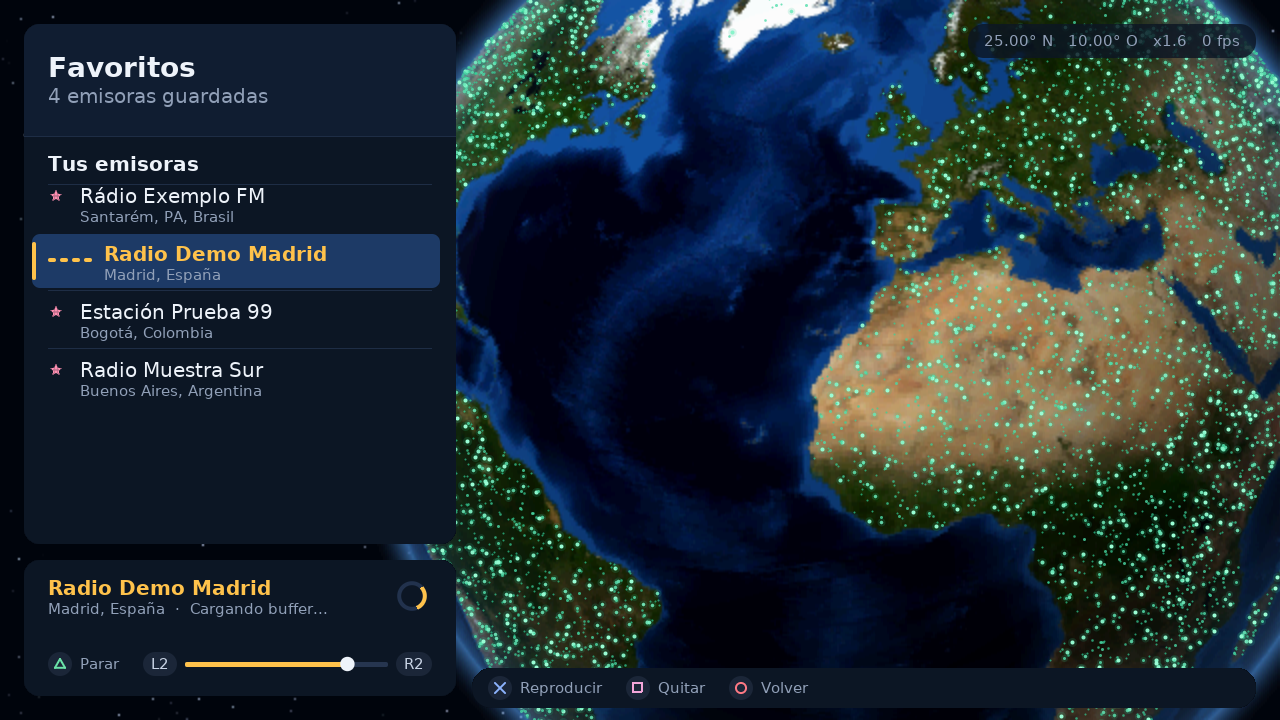 Favoritos
4 emisoras guardadas
25.00° N 10.00° O x1.6 0 fps
Tus emisoras
Rádio Exemplo FM
Santarém, PA, Brasil
Radio Demo Madrid
Madrid, España
Estación Prueba 99
Bogotá, Colombia
Radio Muestra Sur
Buenos Aires, Argentina
Radio Demo Madrid
Madrid, España · Cargando buffer...
Parar L2 R2
Reproducir Quitar Volver